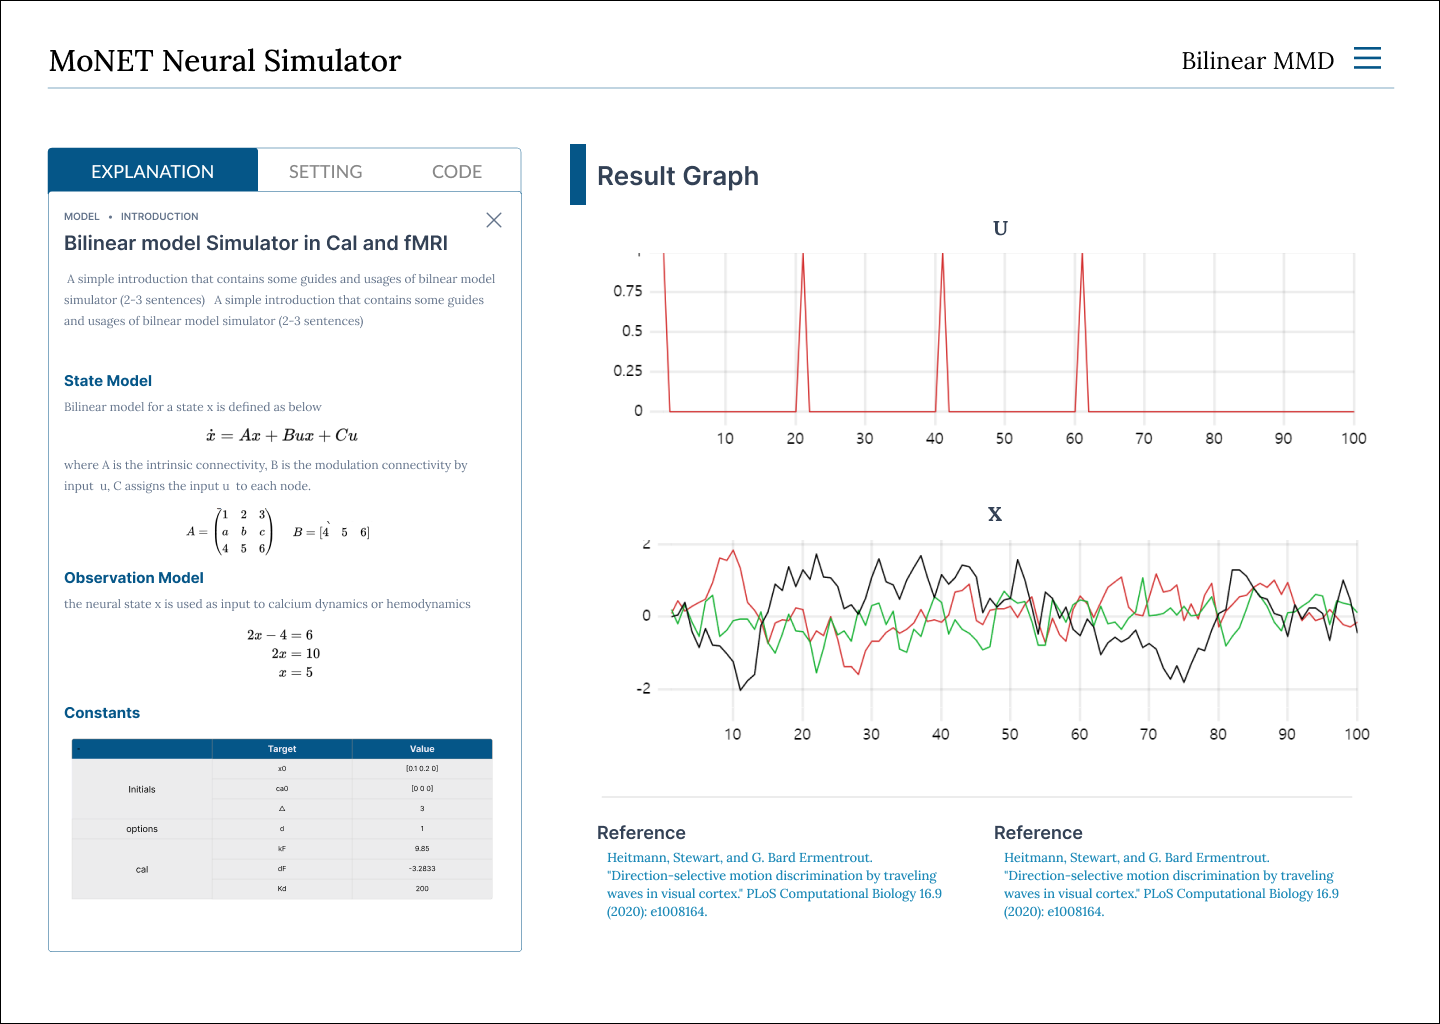 MoNET Neural Simulator
Bilinear MMD
EXPLANATION SETTING CODE
MODEL • INTRODUCTION
Bilinear model Simulator in Cal and fMRI
A simple introduction that contains some guides and usages of bilnear model
simulator (2-3 sentences) A simple introduction that contains some guides
and usages of bilnear model simulator (2-3 sentences)
State Model
Bilinear model for a state x is defined as below
ẋ = Ax + Bux + Cu
where A is the intrinsic connectivity, B is the modulation connectivity by
input u, C assigns the input u to each node.
1 2 3
A = a b c B = [4 5 6]
4 5 6
Observation Model
the neural state x is used as input to calcium dynamics or hemodynamics
2x − 4 = 6
2x = 10
x = 5
Constants
Target Value
x0 [0.1 0.2 0]
Initials ca0 [0 0 0]
△ 3
options d 1
kF 9.85
cal dF -3.2833
Kd 200
Result Graph
U
0.75
0.5
0.25
0
10 20 30 40 50 60 70 80 90 100
X
2
0
-2
10 20 30 40 50 60 70 80 90 100
Reference
Heitmann, Stewart, and G. Bard Ermentrout.
"Direction-selective motion discrimination by traveling
waves in visual cortex." PLoS Computational Biology 16.9
(2020): e1008164.
Reference
Heitmann, Stewart, and G. Bard Ermentrout.
"Direction-selective motion discrimination by traveling
waves in visual cortex." PLoS Computational Biology 16.9
(2020): e1008164.